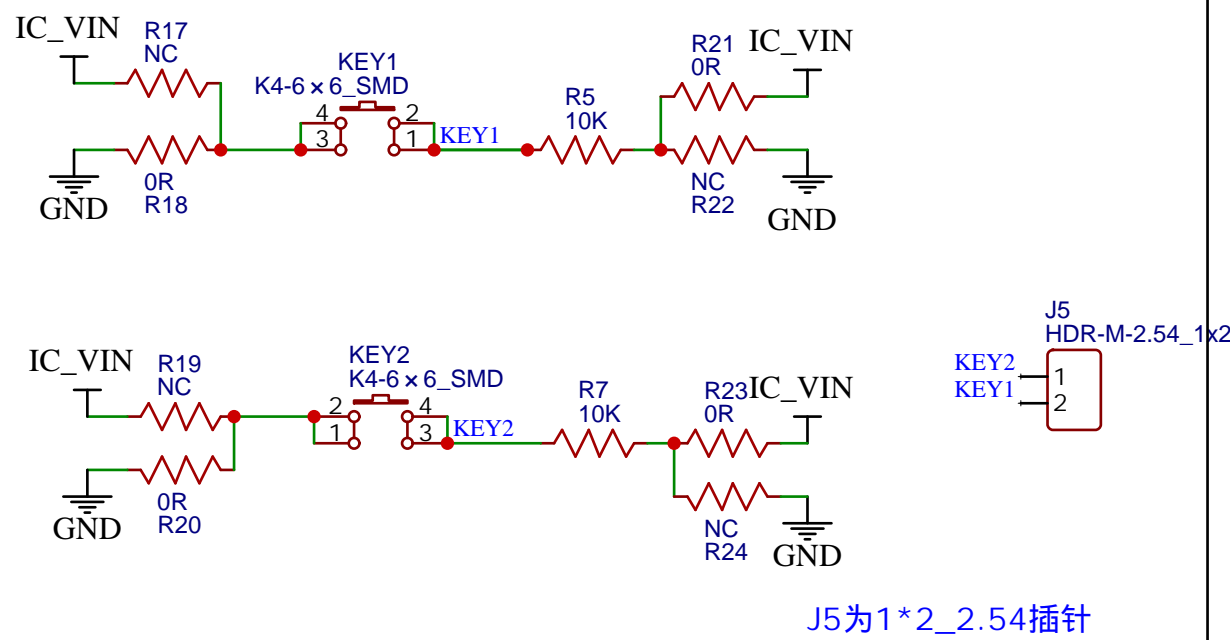 IC_VIN
R17
NC
0R
R18
GND
KEY1
K4-6×6_SMD
4
3
2
1
KEY1
R5
10K
R21
0R
IC_VIN
NC
R22
GND
IC_VIN
R19
NC
0R
R20
GND
KEY2
K4-6×6_SMD
2
1
4
3
KEY2
R7
10K
R23
0R
IC_VIN
NC
R24
GND
J5
HDR-M-2.54_1x2
KEY2
KEY1
1
2
J5为1*2_2.54插针